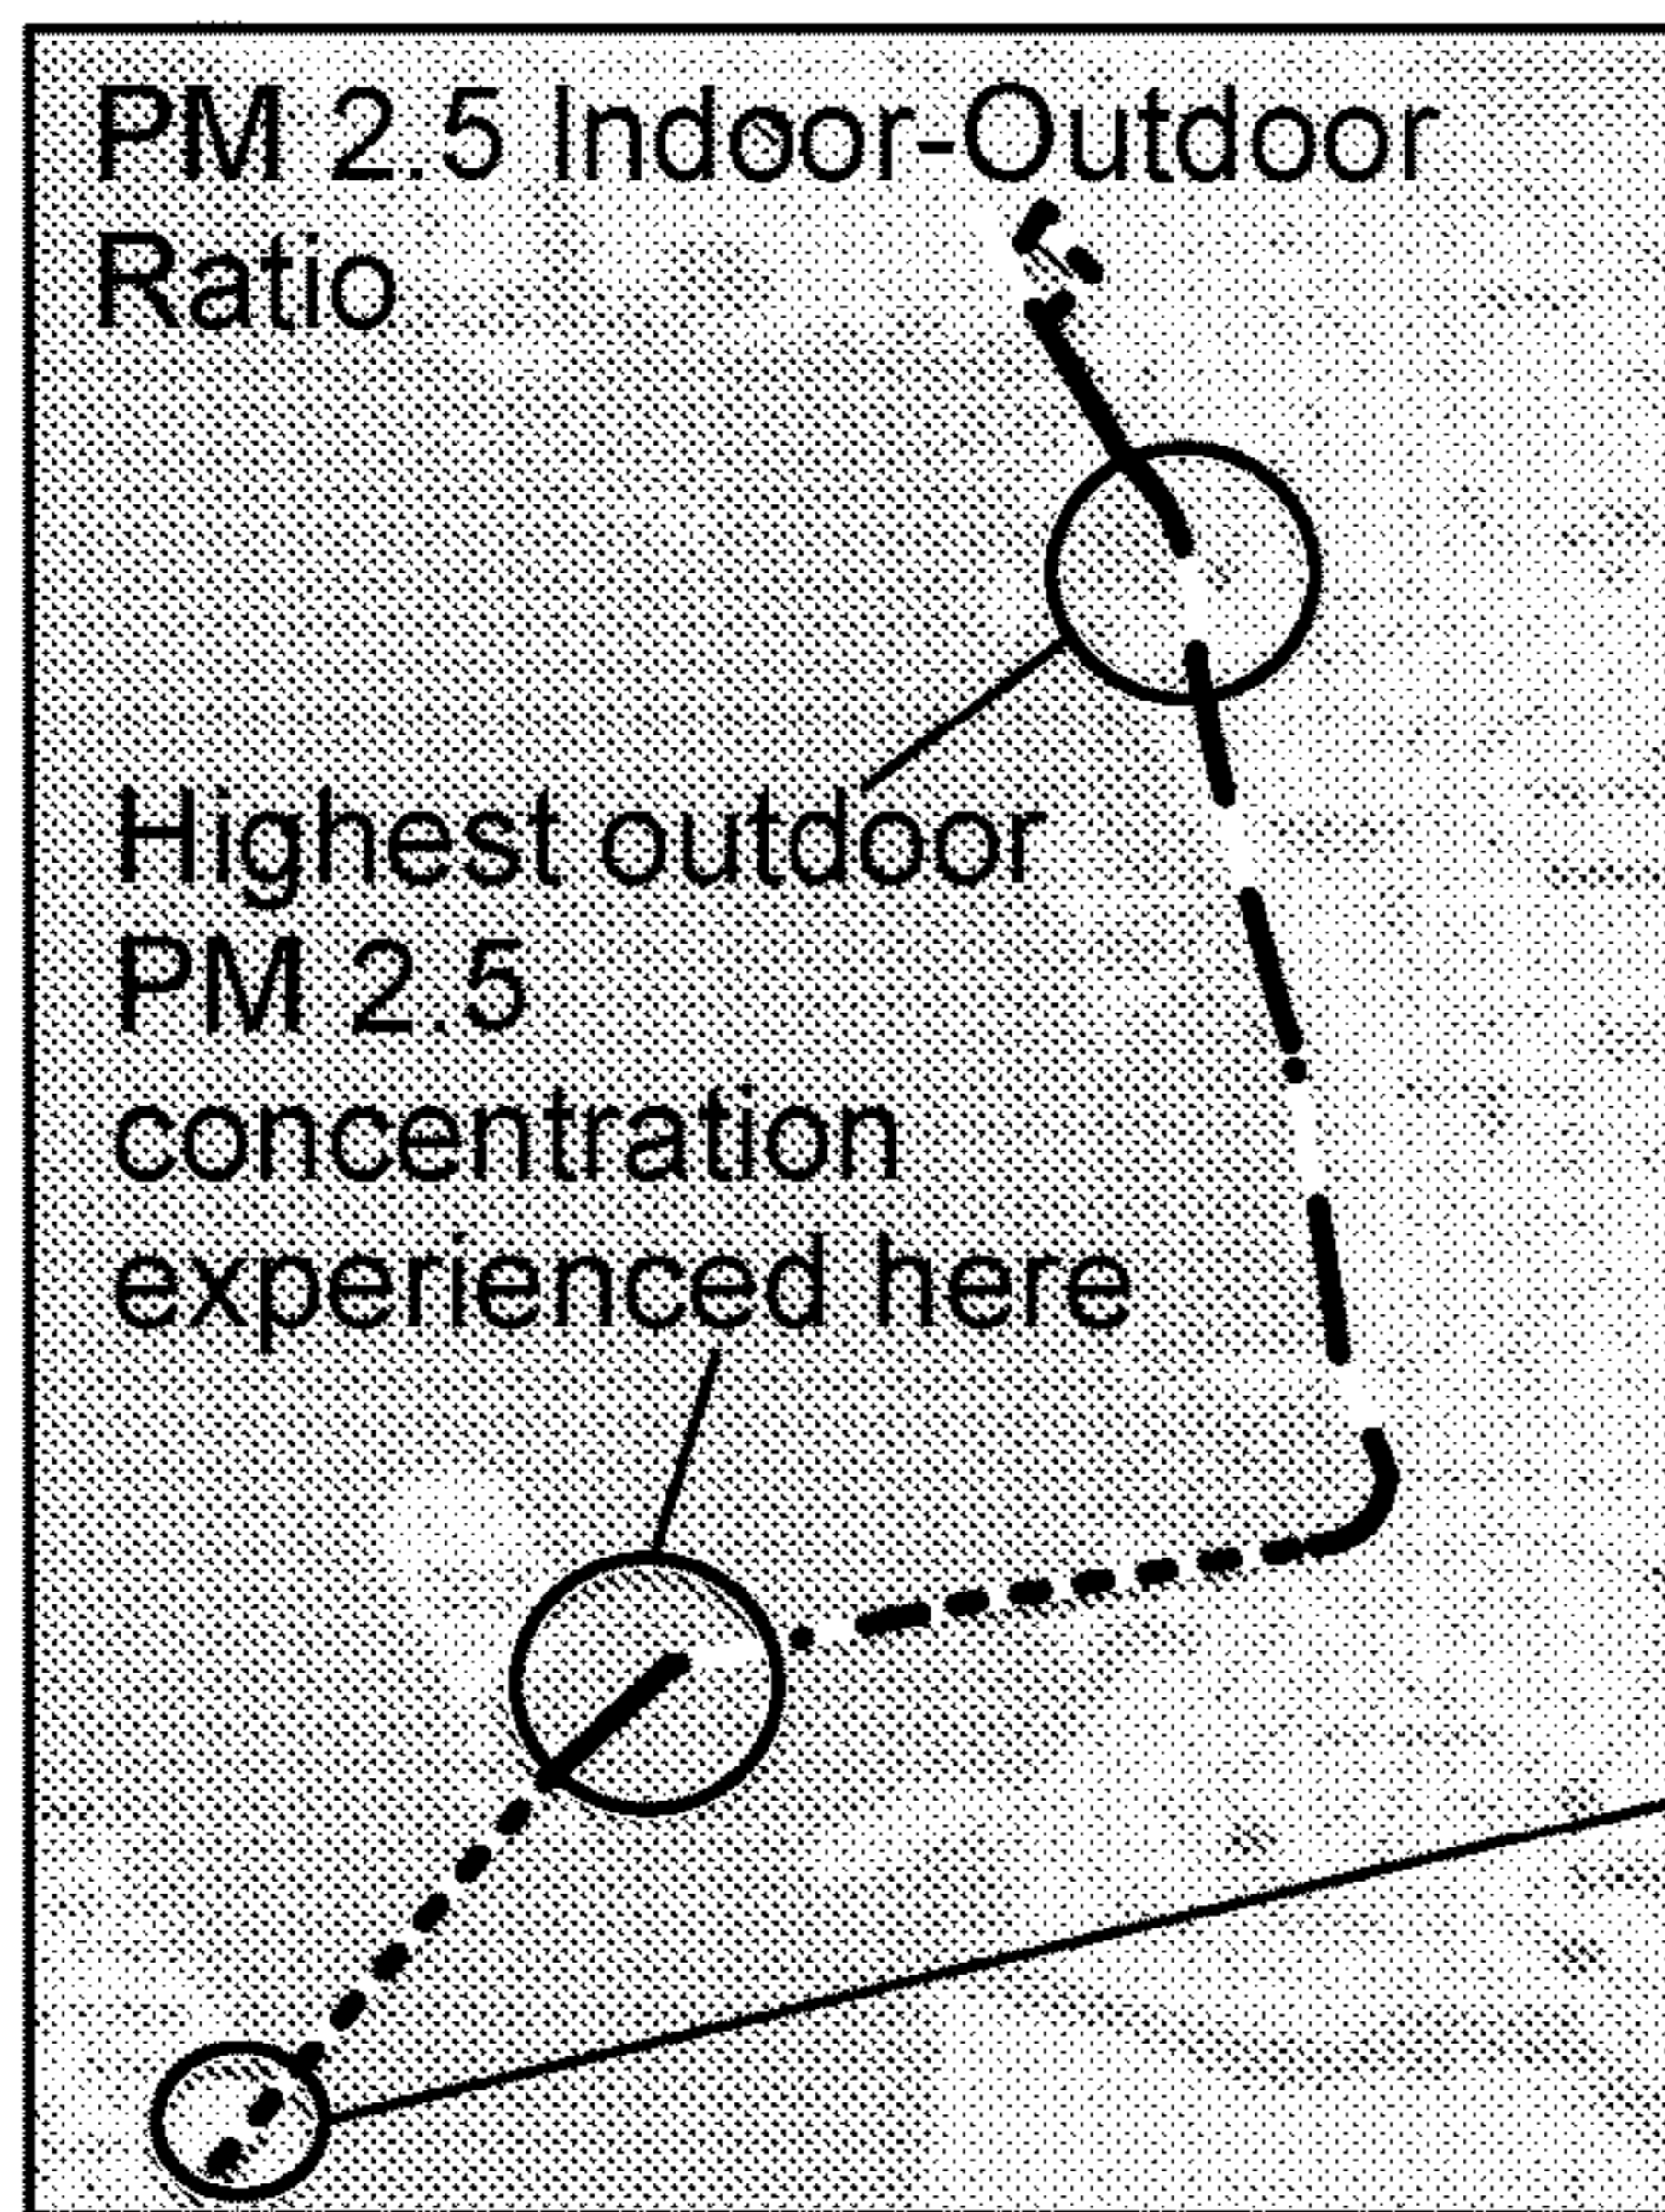 PM 2.5 Indoor-Outdoor
Ratio
Highest outdoor
PM 2.5
concentration
experienced here